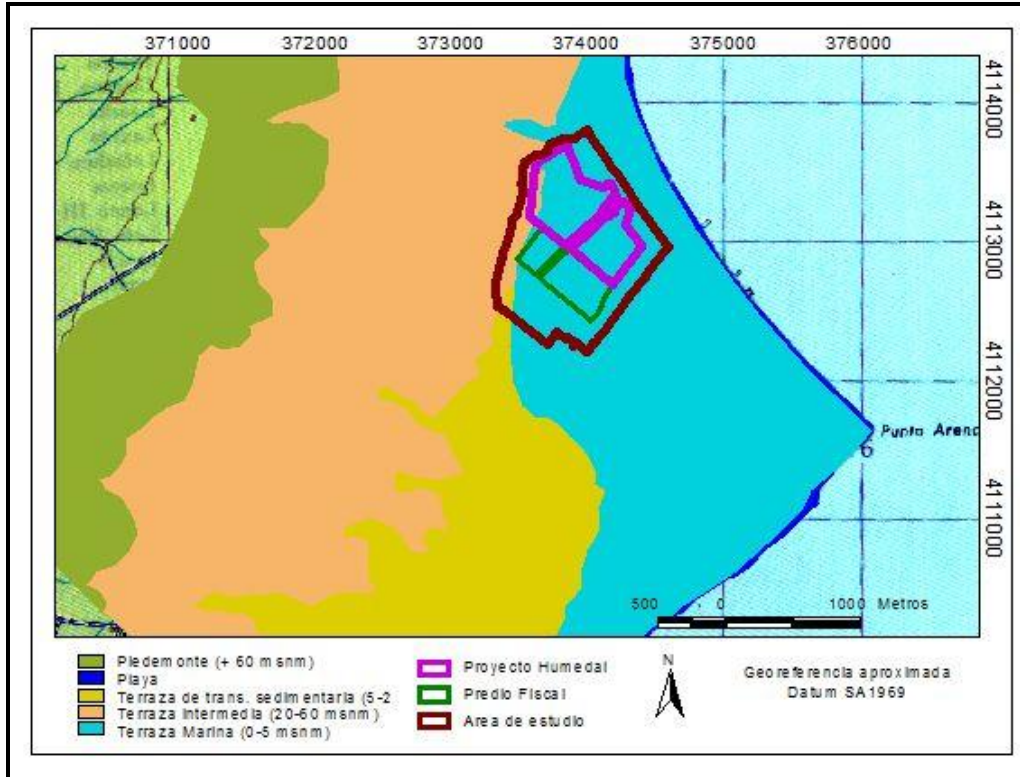 371000 372000 373000 374000 375000 376000
4114000
4113000
4112000
4111000
Punta Arena
6
500 0 1000 Metros
Piedemonte (+ 60 msnm)
Playa
Terraza de trans. sedimentaria (5-2
Terraza Intermedia (20-60 msnm)
Terraza Marina (0-5 msnm)
Proyecto Humedal
Predio Fiscal
Area de estudio
N
Georeferencia aproximada
Datum SA1969